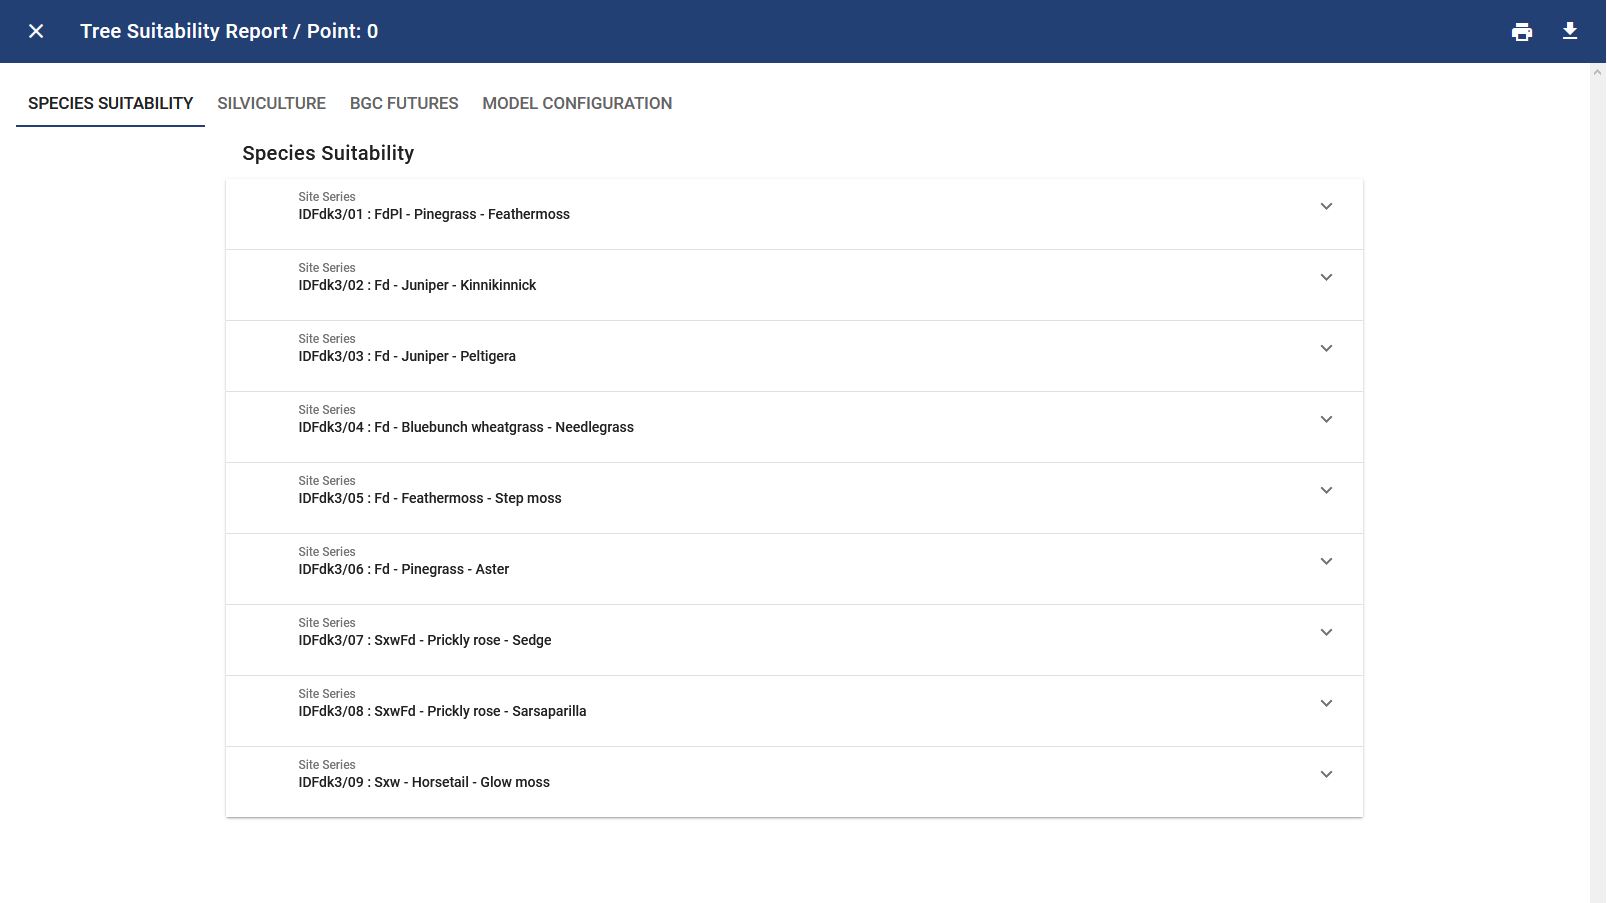 Tree Suitability Report / Point: 0
SPECIES SUITABILITY SILVICULTURE BGC FUTURES MODEL CONFIGURATION
Species Suitability
Site Series
IDFdk3/01 : FdPl - Pinegrass - Feathermoss
Site Series
IDFdk3/02 : Fd - Juniper - Kinnikinnick
Site Series
IDFdk3/03 : Fd - Juniper - Peltigera
Site Series
IDFdk3/04 : Fd - Bluebunch wheatgrass - Needlegrass
Site Series
IDFdk3/05 : Fd - Feathermoss - Step moss
Site Series
IDFdk3/06 : Fd - Pinegrass - Aster
Site Series
IDFdk3/07 : SxwFd - Prickly rose - Sedge
Site Series
IDFdk3/08 : SxwFd - Prickly rose - Sarsaparilla
Site Series
IDFdk3/09 : Sxw - Horsetail - Glow moss